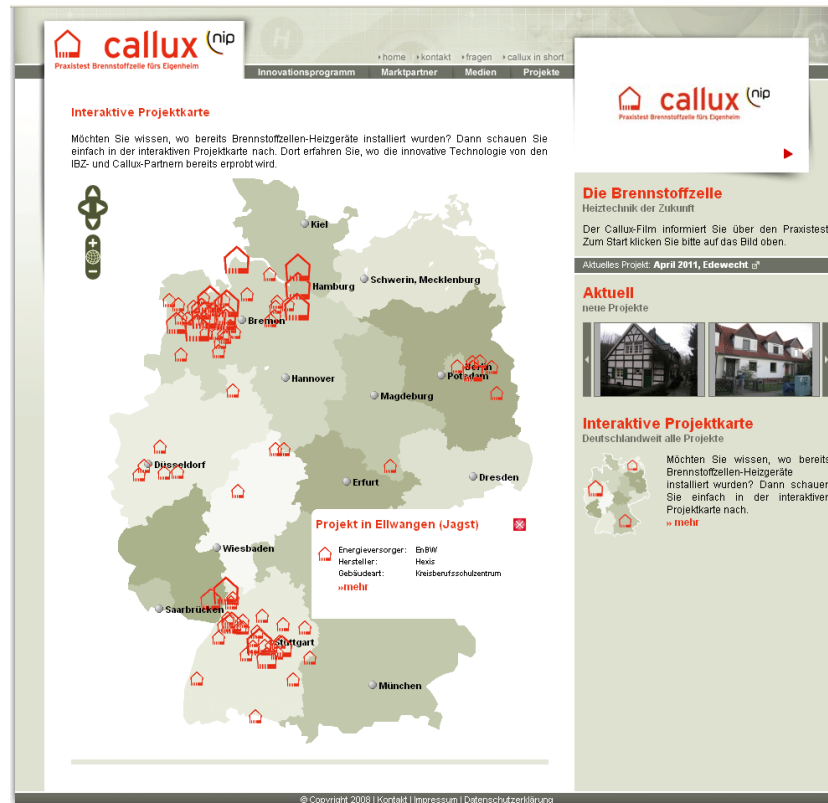 callux nip
Praxistest Brennstoffzelle fürs Eigenheim
home kontakt fragen callux in short
Innovationsprogramm Marktpartner Medien Projekte
Interaktive Projektkarte
Möchten Sie wissen, wo bereits Brennstoffzellen-Heizgeräte installiert wurden? Dann schauen Sie
einfach in der interaktiven Projektkarte nach. Dort erfahren Sie, wo die innovative Technologie von den
IBZ- und Callux-Partnern bereits erprobt wird.
Kiel
Schwerin, Mecklenburg
Hamburg
Bremen
Hannover
Berlin
Potsdam
Magdeburg
Düsseldorf
Erfurt
Dresden
Wiesbaden
Saarbrücken
Stuttgart
München
Projekt in Ellwangen (Jagst)
Energieversorger: EnBW
Hersteller: Hexis
Gebäudeart: Kreisberufsschulzentrum
»mehr
callux nip
Praxistest Brennstoffzelle fürs Eigenheim
Die Brennstoffzelle
Heiztechnik der Zukunft
Der Callux-Film informiert Sie über den Praxistest
Zum Start klicken Sie bitte auf das Bild oben.
Aktuelles Projekt: April 2011, Edewecht
Aktuell
neue Projekte
Interaktive Projektkarte
Deutschlandweit alle Projekte
Möchten Sie wissen, wo bereits
Brennstoffzellen-Heizgeräte
installiert wurden? Dann schauen
Sie einfach in der interaktiven
Projektkarte nach.
» mehr
© Copyright 2008 | Kontakt | Impressum | Datenschutzerklärung